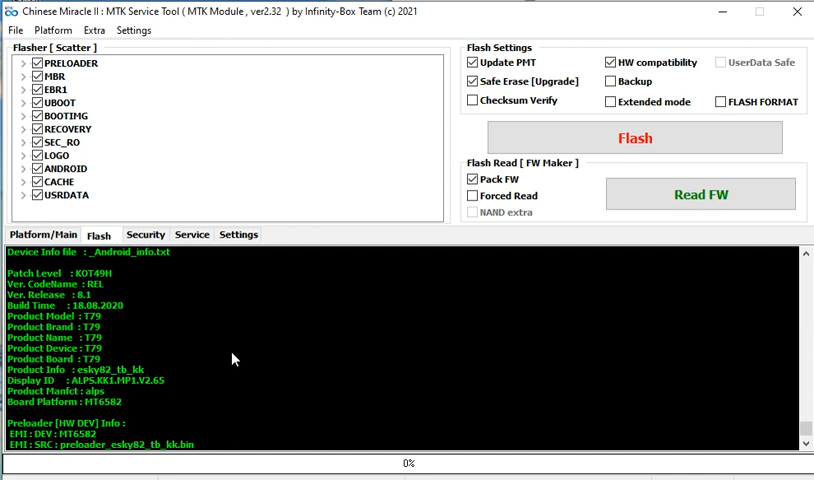 Chinese Miracle II : MTK Service Tool ( MTK Module , ver2.32 ) by Infinity-Box Team (c) 2021
File Platform Extra Settings
Flasher [ Scatter ]
PRELOADER
MBR
EBR1
UBOOT
BOOTIMG
RECOVERY
SEC_RO
LOGO
ANDROID
CACHE
USRDATA
Flash Settings
Update PMT HW compatibility UserData Safe
Safe Erase [Upgrade] Backup
Checksum Verify Extended mode FLASH FORMAT
Flash
Flash Read [ FW Maker ]
Pack FW
Forced Read
NAND extra
Read FW
Platform/Main Flash Security Service Settings
Device Info file : _Android_info.txt
Patch Level : KOT49H
Ver. CodeName : REL
Ver. Release : 8.1
Build Time : 18.08.2020
Product Model : T79
Product Brand : T79
Product Name : T79
Product Device : T79
Product Board : T79
Product Info : esky82_tb_kk
Display ID : ALPS.KK1.MP1.V2.65
Product Manfct : alps
Board Platform : MT6582
Preloader [HW DEV] Info :
EMI : DEV : MT6582
EMI : SRC : preloader_esky82_tb_kk.bin
0%